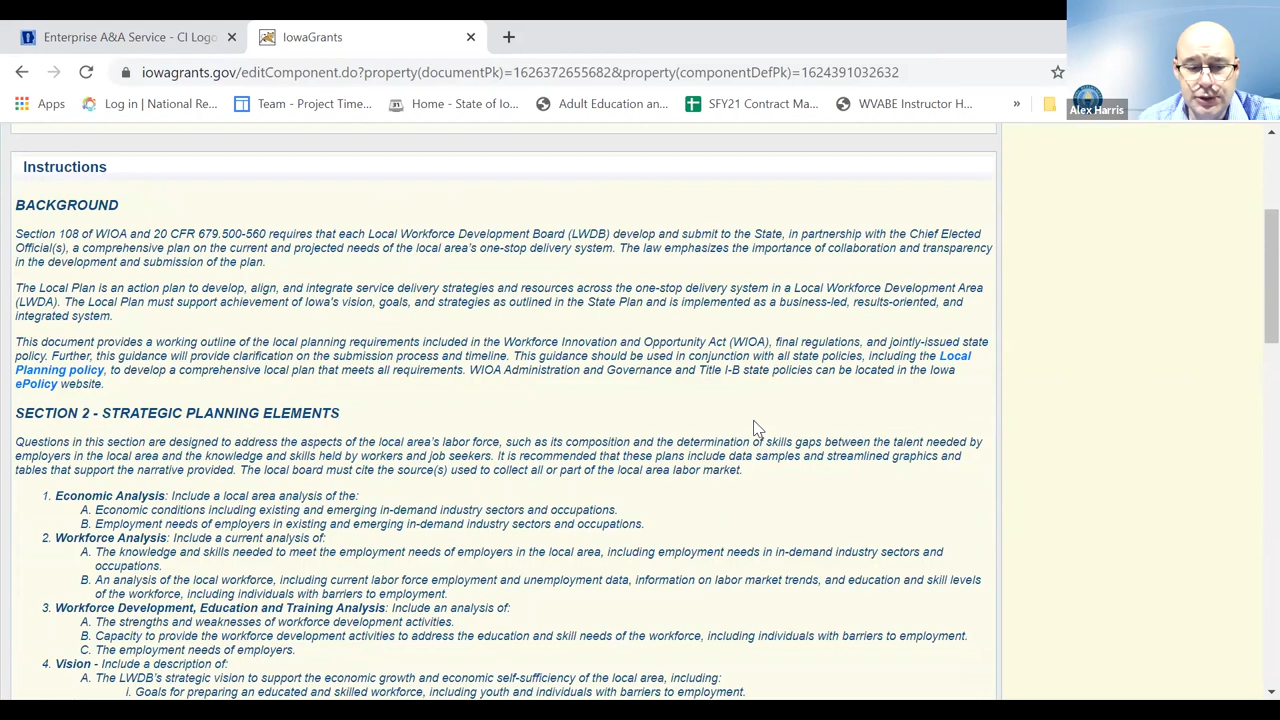 Enterprise A&A Service - CI Logo
IowaGrants
iowagrants.gov/editComponent.do?property(documentPk)=1626372655682&property(componentDefPk)=1624391032632
Apps
Log in | National Re...
Team - Project Time...
Home - State of Io...
Adult Education an...
SFY21 Contract Ma...
WVABE Instructor H...
»
Alex Harris
Instructions
BACKGROUND
Section 108 of WIOA and 20 CFR 679.500-560 requires that each Local Workforce Development Board (LWDB) develop and submit to the State, in partnership with the Chief Elected
Official(s), a comprehensive plan on the current and projected needs of the local area's one-stop delivery system. The law emphasizes the importance of collaboration and transparency
in the development and submission of the plan.
The Local Plan is an action plan to develop, align, and integrate service delivery strategies and resources across the one-stop delivery system in a Local Workforce Development Area
(LWDA). The Local Plan must support achievement of Iowa's vision, goals, and strategies as outlined in the State Plan and is implemented as a business-led, results-oriented, and
integrated system.
This document provides a working outline of the local planning requirements included in the Workforce Innovation and Opportunity Act (WIOA), final regulations, and jointly-issued state
policy. Further, this guidance will provide clarification on the submission process and timeline. This guidance should be used in conjunction with all state policies, including the Local
Planning policy, to develop a comprehensive local plan that meets all requirements. WIOA Administration and Governance and Title I-B state policies can be located in the Iowa
ePolicy website.
SECTION 2 - STRATEGIC PLANNING ELEMENTS
Questions in this section are designed to address the aspects of the local area's labor force, such as its composition and the determination of skills gaps between the talent needed by
employers in the local area and the knowledge and skills held by workers and job seekers. It is recommended that these plans include data samples and streamlined graphics and
tables that support the narrative provided. The local board must cite the source(s) used to collect all or part of the local area labor market.
1. Economic Analysis: Include a local area analysis of the:
A. Economic conditions including existing and emerging in-demand industry sectors and occupations.
B. Employment needs of employers in existing and emerging in-demand industry sectors and occupations.
2. Workforce Analysis: Include a current analysis of:
A. The knowledge and skills needed to meet the employment needs of employers in the local area, including employment needs in in-demand industry sectors and
occupations.
B. An analysis of the local workforce, including current labor force employment and unemployment data, information on labor market trends, and education and skill levels
of the workforce, including individuals with barriers to employment.
3. Workforce Development, Education and Training Analysis: Include an analysis of:
A. The strengths and weaknesses of workforce development activities.
B. Capacity to provide the workforce development activities to address the education and skill needs of the workforce, including individuals with barriers to employment.
C. The employment needs of employers.
4. Vision - Include a description of:
A. The LWDB's strategic vision to support the economic growth and economic self-sufficiency of the local area, including:
i. Goals for preparing an educated and skilled workforce, including youth and individuals with barriers to employment.